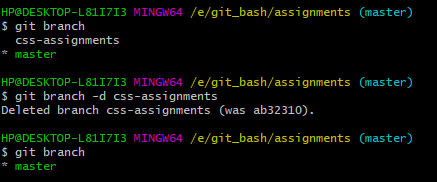 HP@DESKTOP-L81I7I3 MINGW64 /e/git_bash/assignments (master)
$ git branch
  css-assignments
* master
HP@DESKTOP-L81I7I3 MINGW64 /e/git_bash/assignments (master)
$ git branch -d css-assignments
Deleted branch css-assignments (was ab32310).
HP@DESKTOP-L81I7I3 MINGW64 /e/git_bash/assignments (master)
$ git branch
* master